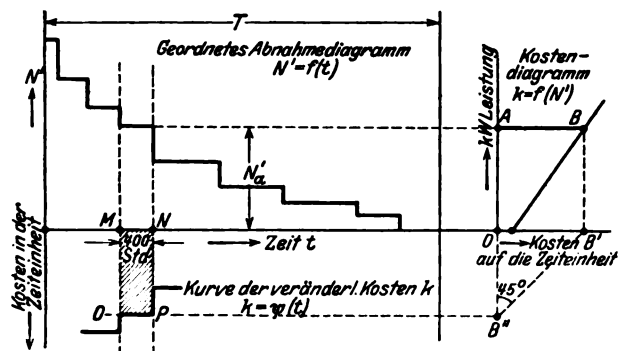 T
Geordnetes Abnahmediagramm
N'=f(t)
Kosten-
diagramm
k=f(N')
N'
kW Leistung
A
B
N'a
M
N
400
Std.
Zeit t
O
Kosten B'
auf die Zeiteinheit
Kosten in der
Zeiteinheit
Kurve der veränderl. Kosten k
k=φ(t)
O
P
45°
B"